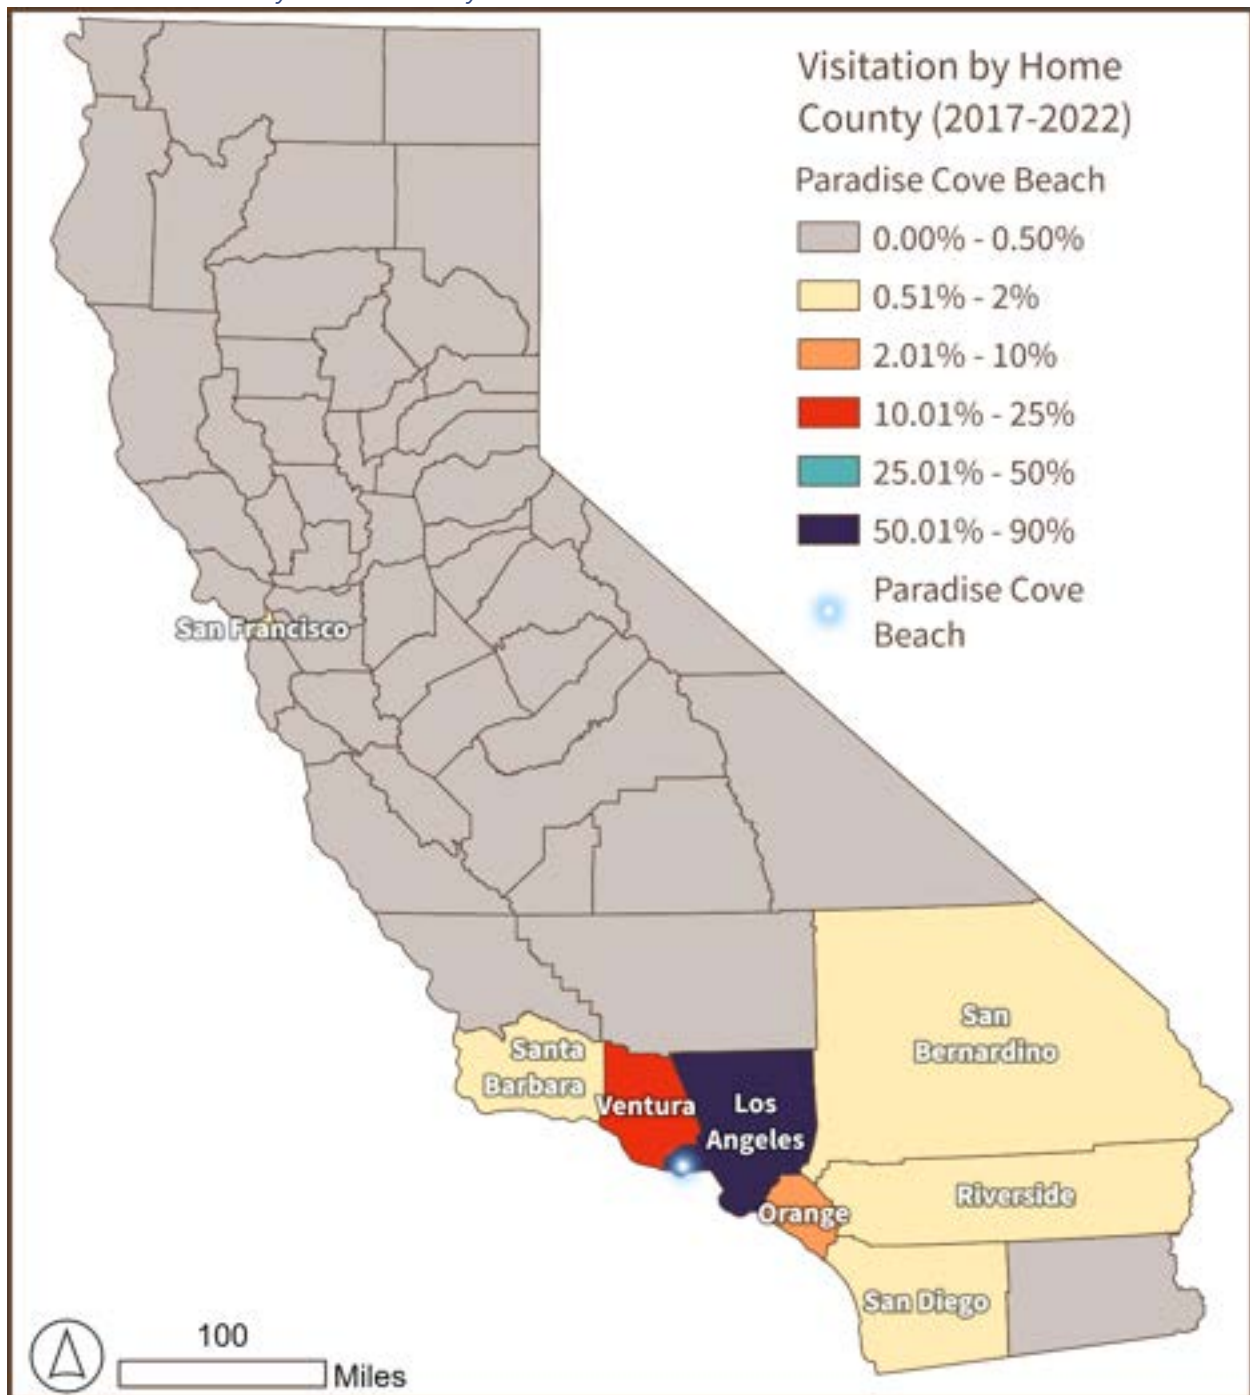 Visitation by Home
County (2017-2022)
Paradise Cove Beach
0.00% - 0.50%
0.51% - 2%
2.01% - 10%
10.01% - 25%
25.01% - 50%
50.01% - 90%
Paradise Cove
Beach
San Francisco
San
Bernardino
Santa
Barbara
Ventura
Los
Angeles
Riverside
Orange
San Diego
100
Miles